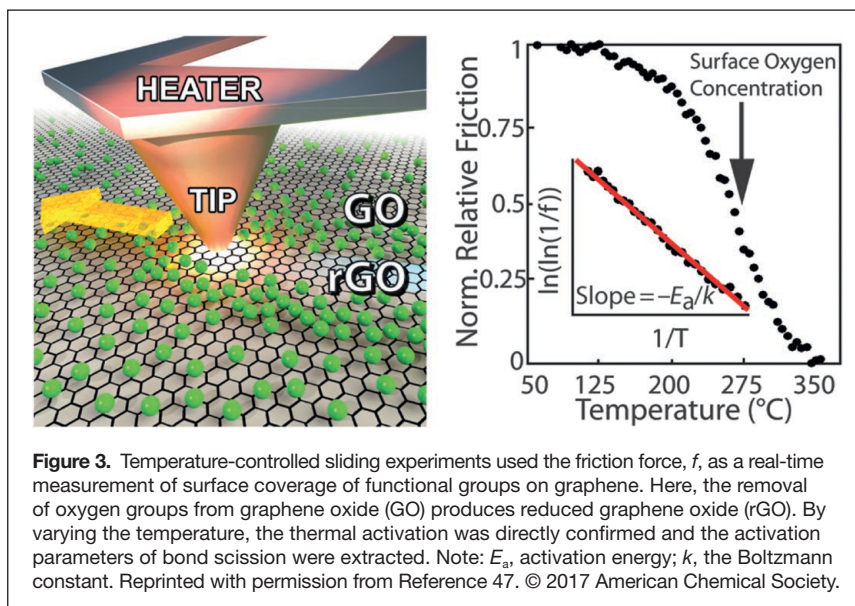 HEATER
TIP
GO
rGO
Norm. Relative Friction
1
0.75
0.5
0.25
0
Surface Oxygen
Concentration
ln(ln(1/f))
Slope = –Eₐ/k
1/T
50 125 200 275 350
Temperature (°C)
Figure 3. Temperature-controlled sliding experiments used the friction force, f, as a real-time
measurement of surface coverage of functional groups on graphene. Here, the removal
of oxygen groups from graphene oxide (GO) produces reduced graphene oxide (rGO). By
varying the temperature, the thermal activation was directly confirmed and the activation
parameters of bond scission were extracted. Note: Eₐ, activation energy; k, the Boltzmann
constant. Reprinted with permission from Reference 47. © 2017 American Chemical Society.